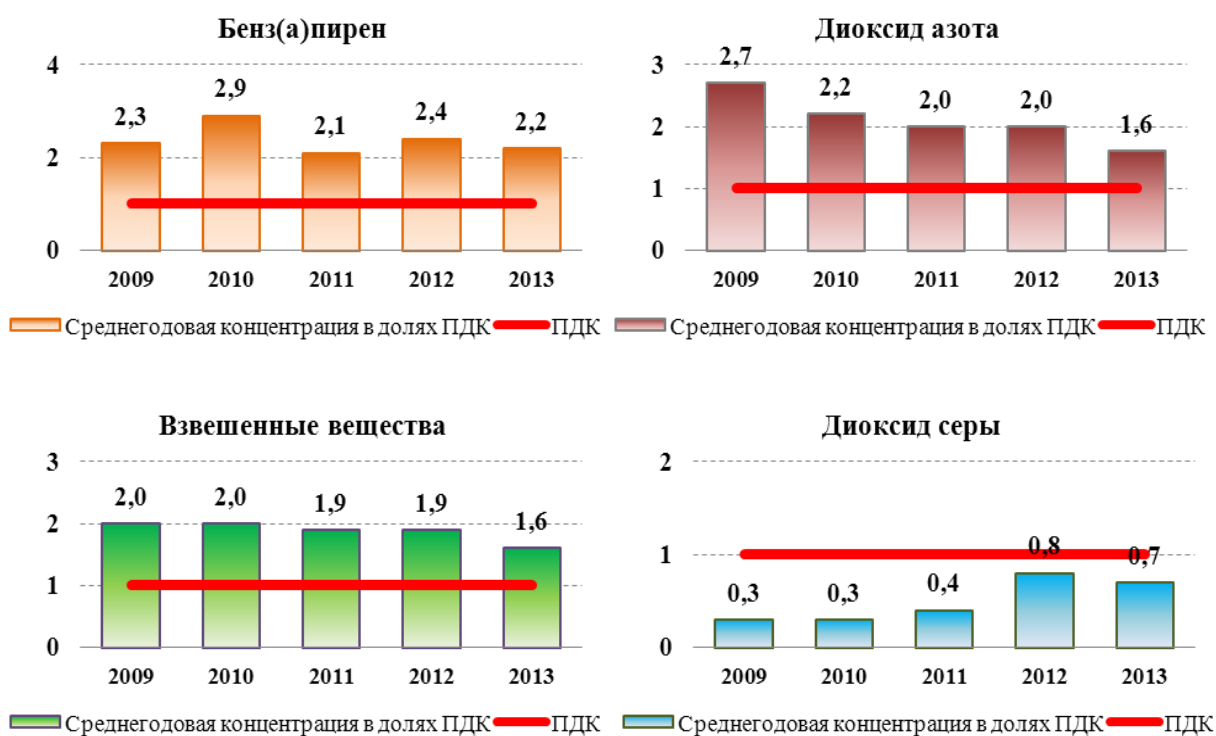 Бенз(а)пирен
4
2
0
2,3
2,9
2,1
2,4
2,2
2009 2010 2011 2012 2013
Среднегодовая концентрация в долях ПДК ПДК
Диоксид азота
3
2
1
0
2,7
2,2
2,0
2,0
1,6
2009 2010 2011 2012 2013
Среднегодовая концентрация в долях ПДК ПДК
Взвешенные вещества
3
2
1
0
2,0
2,0
1,9
1,9
1,6
2009 2010 2011 2012 2013
Среднегодовая концентрация в долях ПДК ПДК
Диоксид серы
2
1
0
0,3
0,3
0,4
0,8
0,7
2009 2010 2011 2012 2013
Среднегодовая концентрация в долях ПДК ПДК